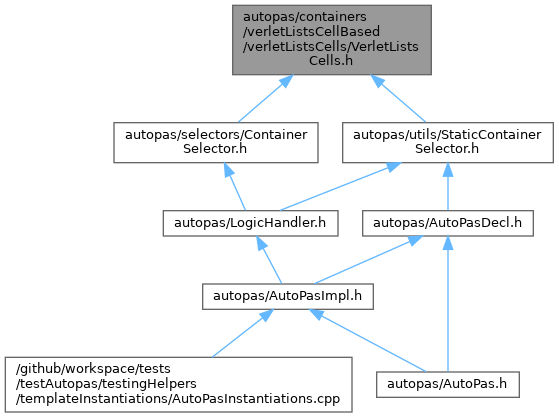 autopas/containers
/verletListsCellBased
/verletListsCells/VerletLists
Cells.h
autopas/selectors/Container
Selector.h
autopas/utils/StaticContainer
Selector.h
autopas/LogicHandler.h
autopas/AutoPasDecl.h
autopas/AutoPasImpl.h
/github/workspace/tests
/testAutopas/testingHelpers
/templateInstantiations/AutoPasInstantiations.cpp
autopas/AutoPas.h